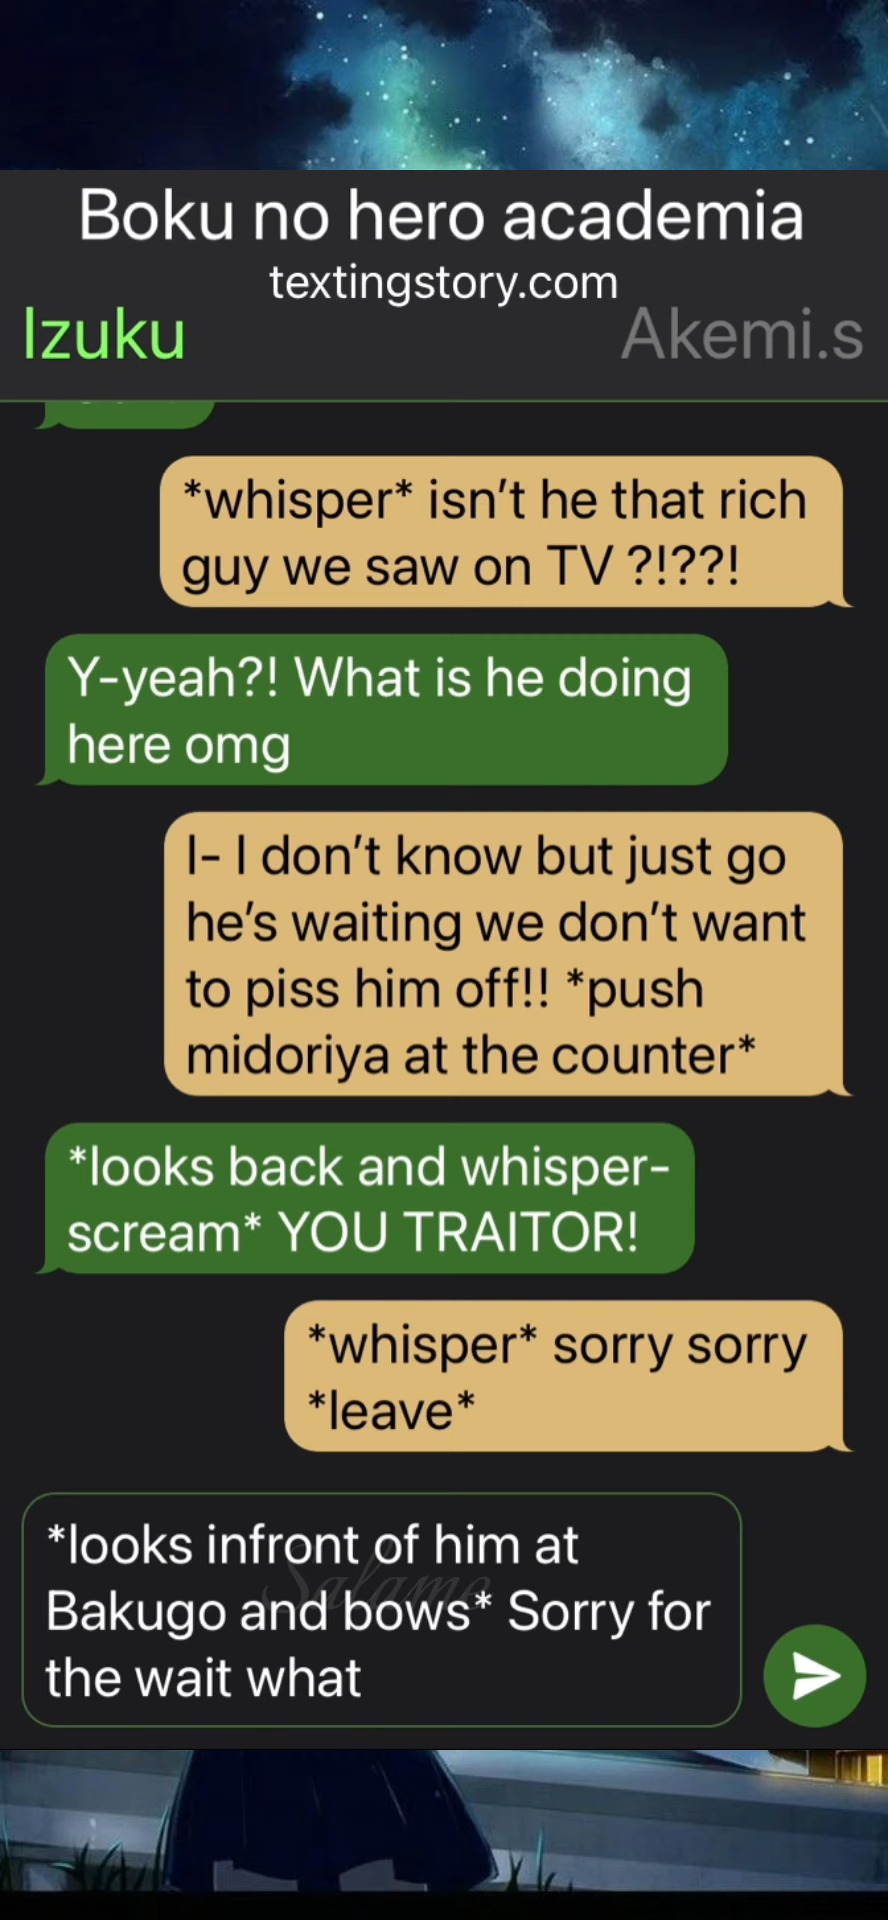 Boku no hero academia
textingstory.com
Izuku
Akemi.s
*whisper* isn’t he that rich
guy we saw on TV ?!??!
Y-yeah?! What is he doing
here omg
I- I don’t know but just go
he’s waiting we don’t want
to piss him off!! *push
midoriya at the counter*
*looks back and whisper-
scream* YOU TRAITOR!
*whisper* sorry sorry
*leave*
*looks infront of him at
Bakugo and bows* Sorry for
the wait what
Salame